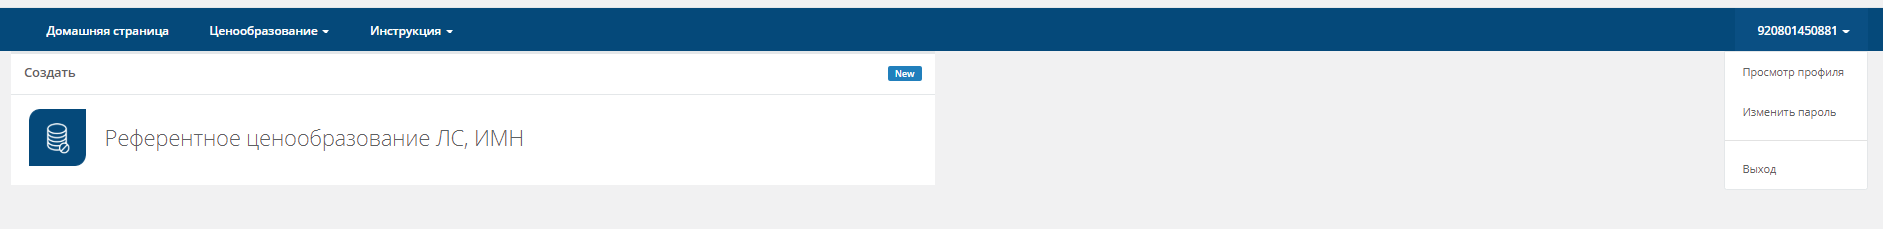 Домашняя страница Ценообразование Инструкция 920801450881
Создать New
Просмотр профиля
Изменить пароль
Референтное ценообразование ЛС, ИМН
Выход